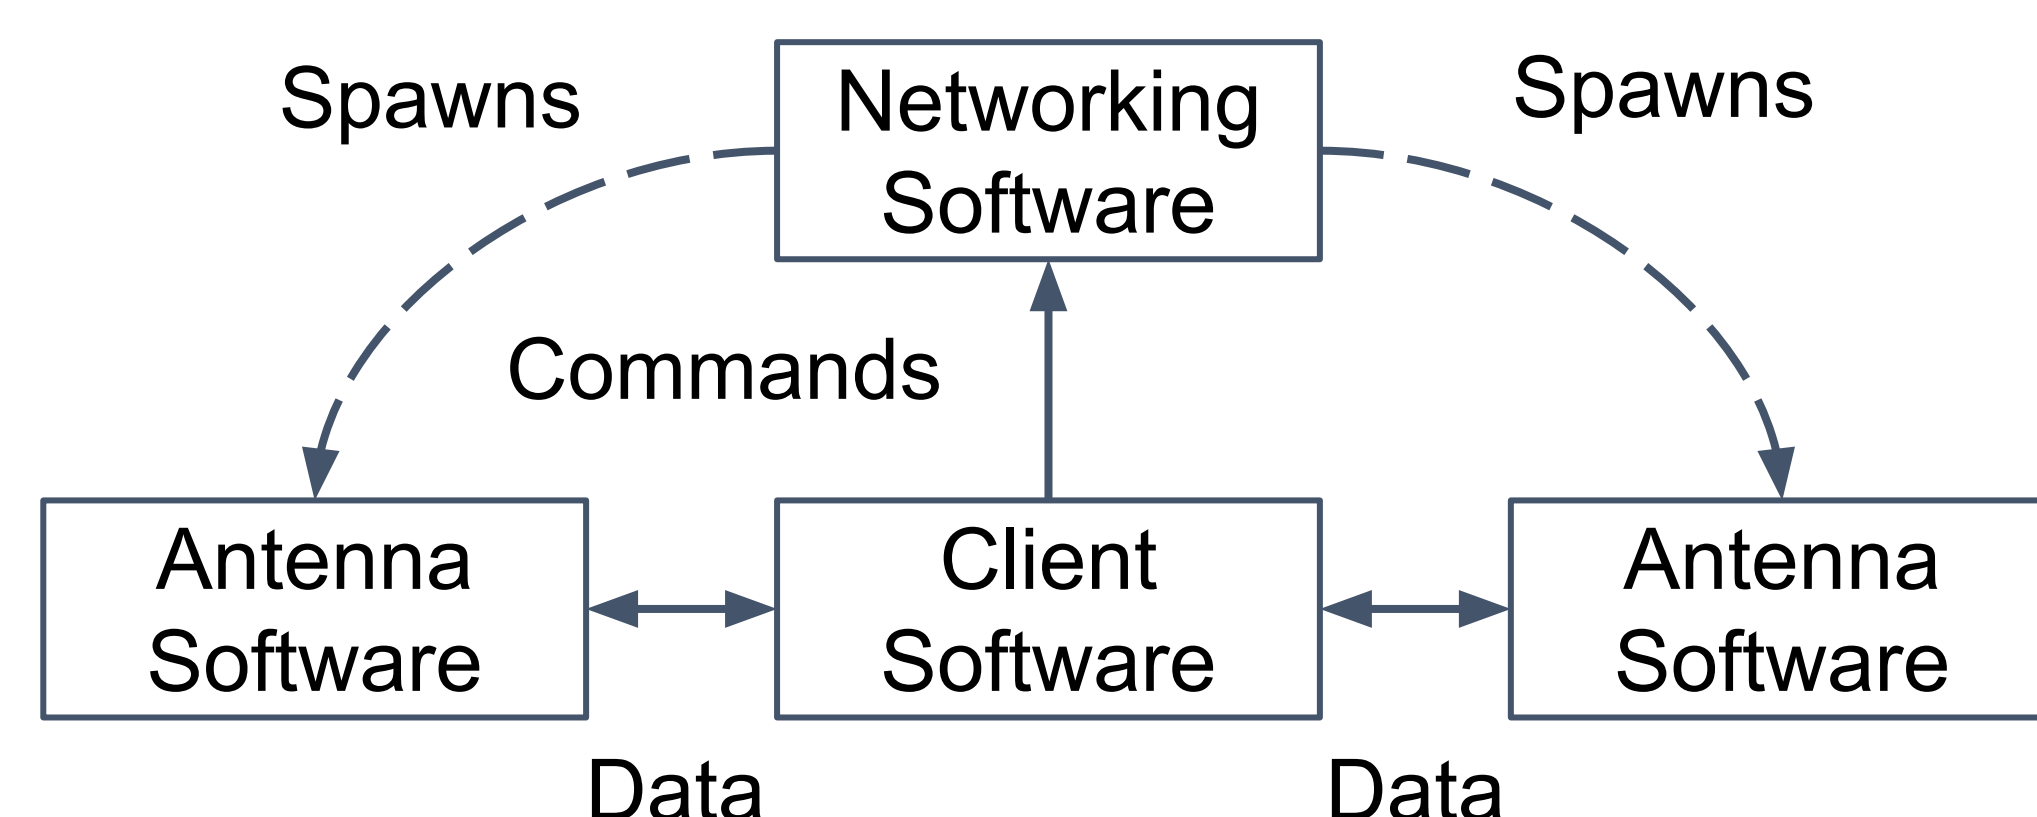 Spawns
Networking
Software
Spawns
Commands
Antenna
Software
Client
Software
Antenna
Software
Data
Data